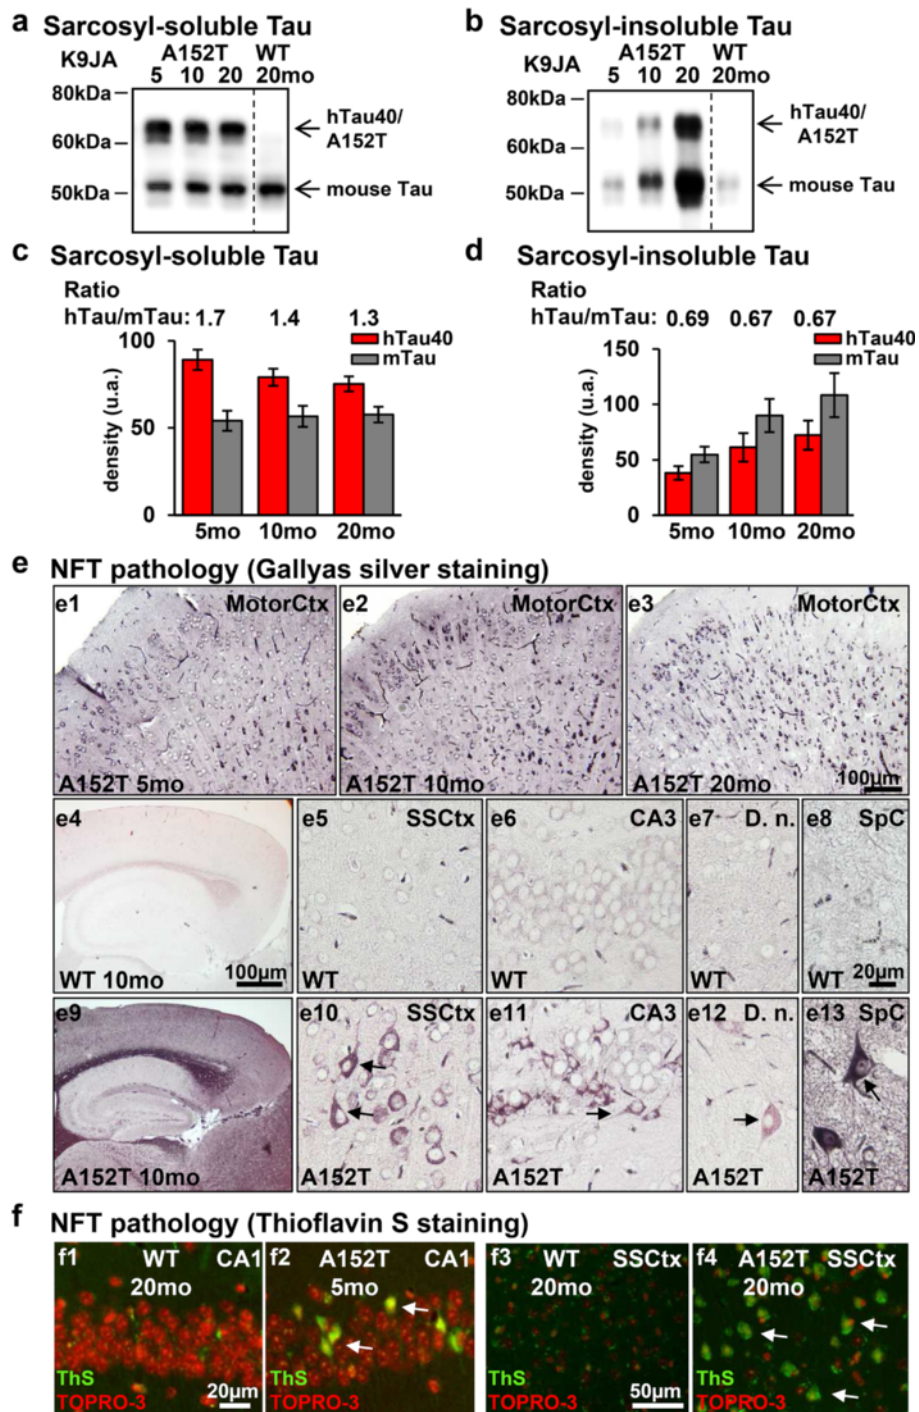 a Sarcosyl-soluble Tau
K9JA A152T WT
5 10 20 20mo
80kDa
60kDa
50kDa
hTau40/
A152T
mouse Tau
b Sarcosyl-insoluble Tau
K9JA A152T WT
5 10 20 20mo
80kDa
60kDa
50kDa
hTau40/
A152T
mouse Tau
c Sarcosyl-soluble Tau
Ratio
hTau/mTau: 1.7 1.4 1.3
hTau40
mTau
density (u.a.)
100
50
0
5mo 10mo 20mo
d Sarcosyl-insoluble Tau
Ratio
hTau/mTau: 0.69 0.67 0.67
hTau40
mTau
density (u.a.)
150
100
50
0
5mo 10mo 20mo
e NFT pathology (Gallyas silver staining)
e1 MotorCtx
A152T 5mo
e2 MotorCtx
A152T 10mo
e3 MotorCtx
A152T 20mo
100µm
e4
WT 10mo
100µm
e5 SSCtx
WT
e6 CA3
WT
e7 D. n.
WT
e8 SpC
WT 20µm
e9
A152T 10mo
e10 SSCtx
A152T
e11 CA3
A152T
e12 D. n.
A152T
e13 SpC
A152T
f NFT pathology (Thioflavin S staining)
f1 WT CA1
20mo
ThS
TOPRO-3
20µm
f2 A152T CA1
5mo
ThS
TOPRO-3
f3 WT SSCtx
20mo
ThS
TOPRO-3
50µm
f4 A152T SSCtx
20mo
ThS
TOPRO-3